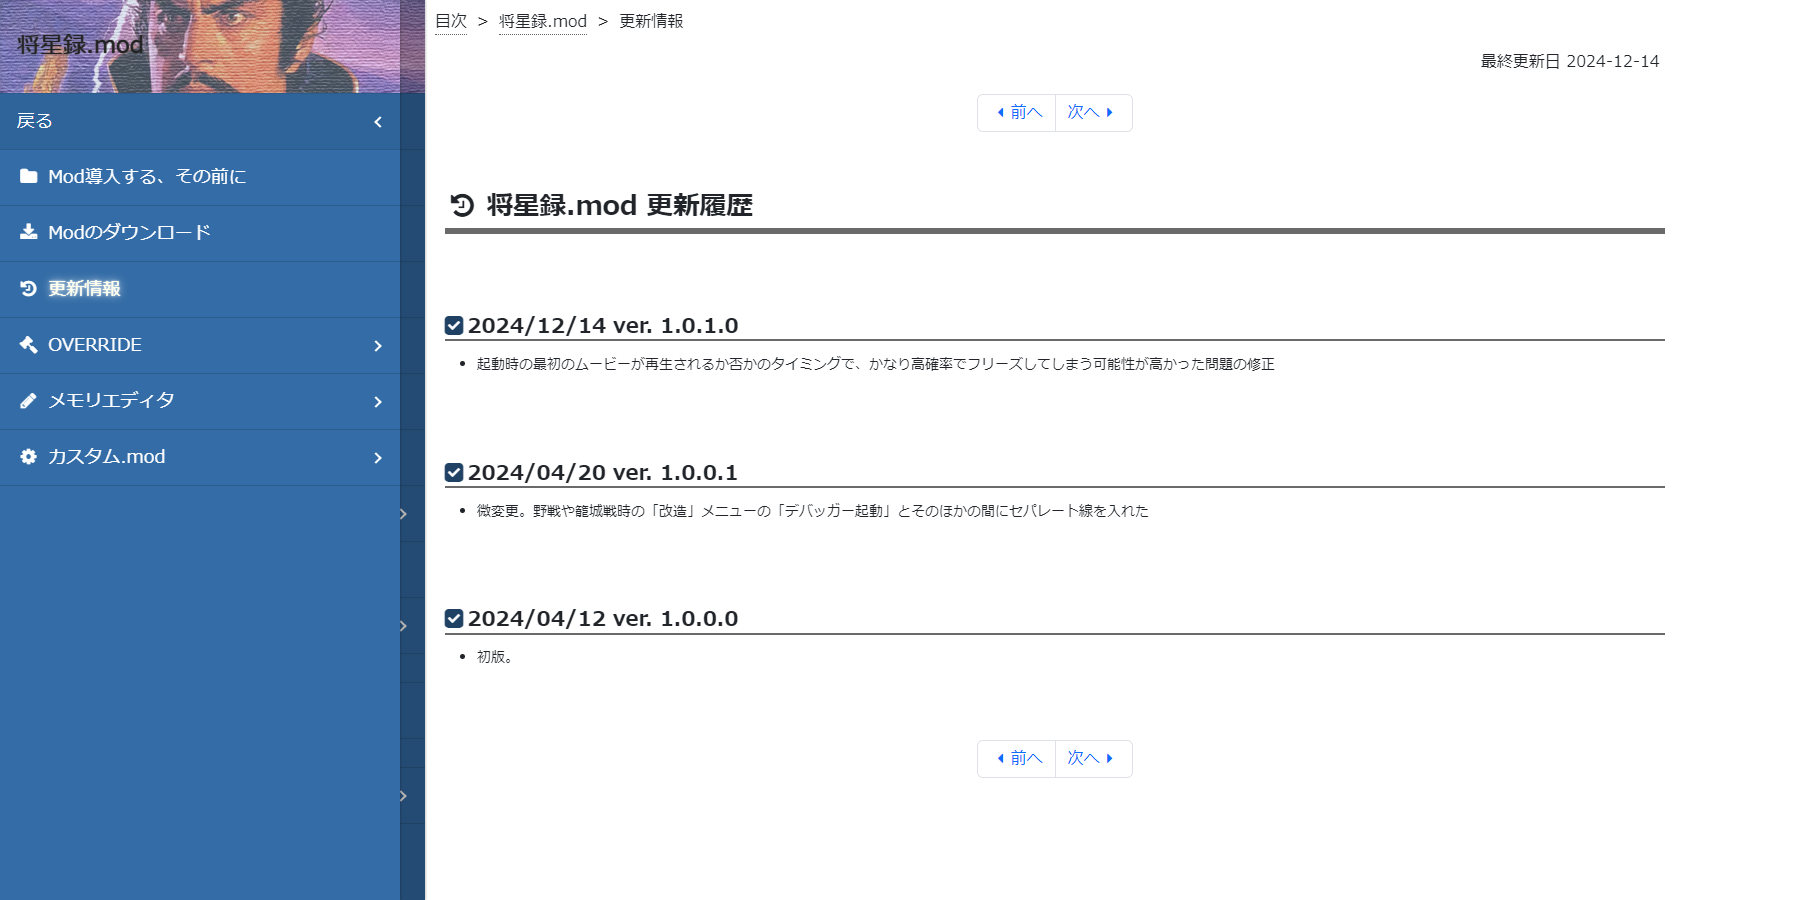 将星録.mod
戻る
Mod導入する、その前に
Modのダウンロード
更新情報
OVERRIDE
メモリエディタ
カスタム.mod
目次 > 将星録.mod > 更新情報
最終更新日 2024-12-14
前へ 次へ
将星録.mod 更新履歴
2024/12/14 ver. 1.0.1.0
• 起動時の最初のムービーが再生されるか否かのタイミングで、かなり高確率でフリーズしてしまう可能性が高かった問題の修正
2024/04/20 ver. 1.0.0.1
• 微変更。野戦や籠城戦時の「改造」メニューの「デバッガー起動」とそのほかの間にセパレート線を入れた
2024/04/12 ver. 1.0.0.0
• 初版。
前へ 次へ